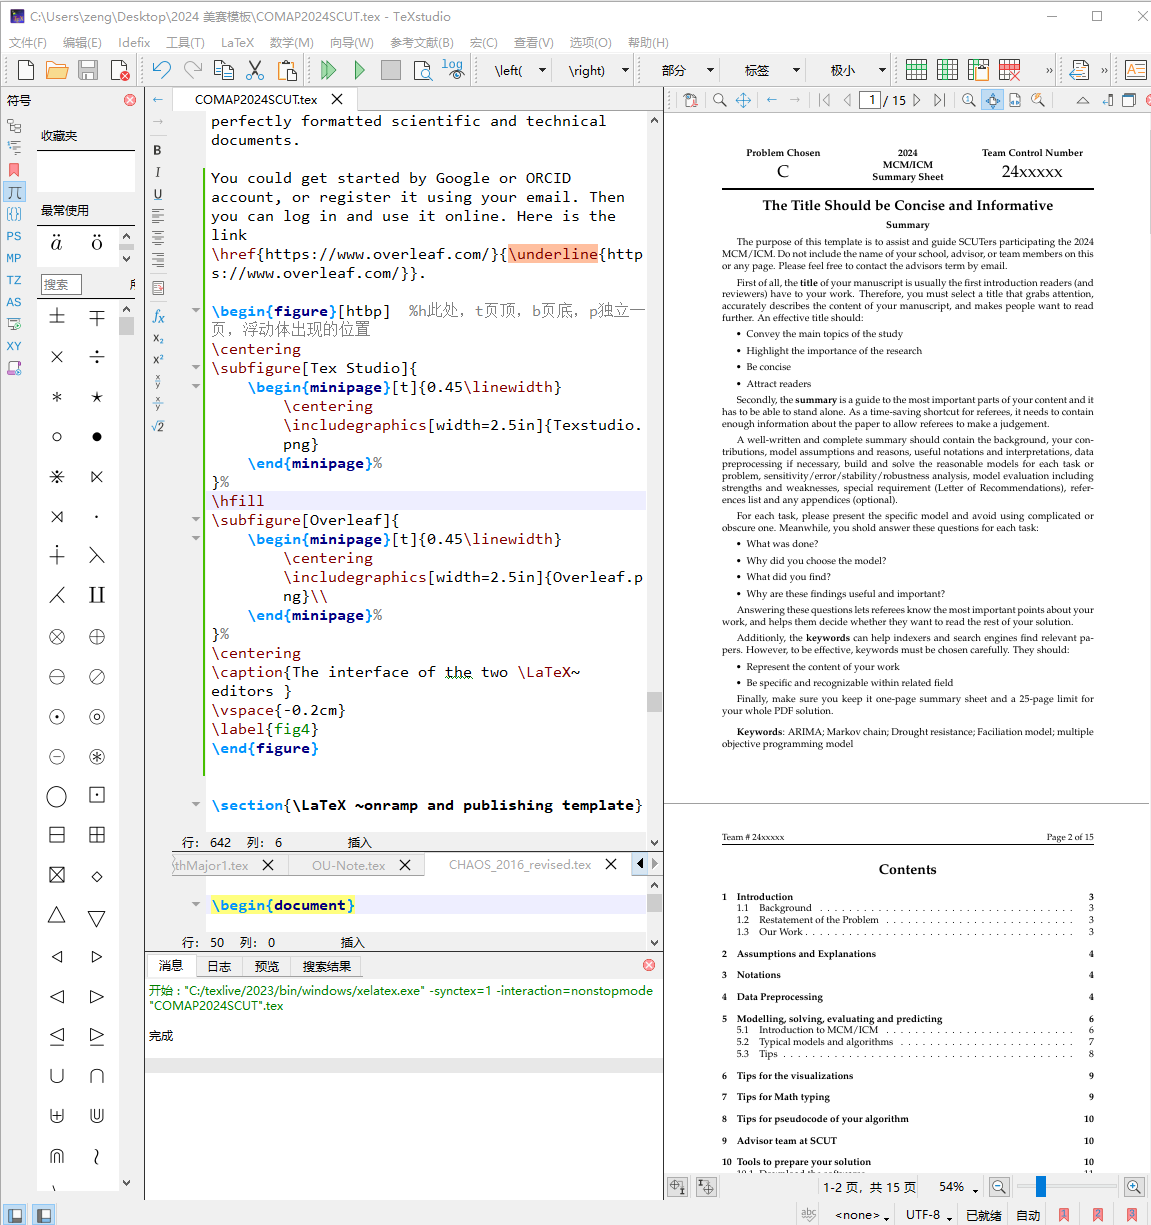 C:\Users\zeng\Desktop\2024 美赛模板\COMAP2024SCUT.tex - TeXstudio
文件(F) 编辑(E) Idefix 工具(T) LaTeX 数学(M) 向导(W) 参考文献(B) 宏(C) 查看(V) 选项(O) 帮助(H)
log \left( \right) 部分 标签 极小
符号
收藏夹
最常使用
ä ö
搜索
PS
MP
TZ
AS
XY
COMAP2024SCUT.tex
B
I
U
perfectly formatted scientific and technical
documents.
You could get started by Google or ORCID
account, or register it using your email. Then
you can log in and use it online. Here is the
link
\href{https://www.overleaf.com/}{\underline{http
s://www.overleaf.com/}}.
\begin{figure}[htbp] %h此处，t页顶，b页底，p独立一
页，浮动体出现的位置
\centering
\subfigure[Tex Studio]{
\begin{minipage}[t]{0.45\linewidth}
\centering
\includegraphics[width=2.5in]{Texstudio.
png}
\end{minipage}%
}%
\hfill
\subfigure[Overleaf]{
\begin{minipage}[t]{0.45\linewidth}
\centering
\includegraphics[width=2.5in]{Overleaf.p
ng}\\
\end{minipage}%
}%
\centering
\caption{The interface of the two \LaTeX~
editors }
\vspace{-0.2cm}
\label{fig4}
\end{figure}
\section{\LaTeX ~onramp and publishing template}
行: 642 列: 6 插入
thMajor1.tex OU-Note.tex CHAOS_2016_revised.tex
\begin{document}
行: 50 列: 0 插入
消息 日志 预览 搜索结果
开始 : "C:/texlive/2023/bin/windows/xelatex.exe" -synctex=1 -interaction=nonstopmode
"COMAP2024SCUT".tex
完成
1 / 15
Problem Chosen 2024 Team Control Number
C MCM/ICM 24xxxxx
Summary Sheet
The Title Should be Concise and Informative
Summary
The purpose of this template is to assist and guide SCUTers participating the 2024
MCM/ICM. Do not include the name of your school, advisor, or team members on this
or any page. Please feel free to contact the advisors term by email.
First of all, the title of your manuscript is usually the first introduction readers (and
reviewers) have to your work. Therefore, you must select a title that grabs attention,
accurately describes the content of your manuscript, and makes people want to read
further. An effective title should:
• Convey the main topics of the study
• Highlight the importance of the research
• Be concise
• Attract readers
Secondly, the summary is a guide to the most important parts of your content and it
has to be able to stand alone. As a time-saving shortcut for referees, it needs to contain
enough information about the paper to allow referees to make a judgement.
A well-written and complete summary should contain the background, your con-
tributions, model assumptions and reasons, useful notations and interpretations, data
preprocessing if necessary, build and solve the reasonable models for each task or
problem, sensitivity/error/stability/robustness analysis, model evaluation including
strengths and weaknesses, special requirement (Letter of Recommendations), refer-
ences list and any appendices (optional).
For each task, please present the specific model and avoid using complicated or
obscure one. Meanwhile, you shold answer these questions for each task:
• What was done?
• Why did you choose the model?
• What did you find?
• Why are these findings useful and important?
Answering these questions lets referees know the most important points about your
work, and helps them decide whether they want to read the rest of your solution.
Additionly, the keywords can help indexers and search engines find relevant pa-
pers. However, to be effective, keywords must be chosen carefully. They should:
• Represent the content of your work
• Be specific and recognizable within related field
Finally, make sure you keep it one-page summary sheet and a 25-page limit for
your whole PDF solution.
Keywords: ARIMA; Markov chain; Drought resistance; Faciliation model; multiple
objective programming model
Team # 24xxxxx Page 2 of 15
Contents
1 Introduction 3
1.1 Background 3
1.2 Restatement of the Problem 3
1.3 Our Work 3
2 Assumptions and Explanations 4
3 Notations 4
4 Data Preprocessing 4
5 Modelling, solving, evaluating and predicting 6
5.1 Introduction to MCM/ICM 6
5.2 Typical models and algorithms 7
5.3 Tips 8
6 Tips for the visualizations 9
7 Tips for Math typing 9
8 Tips for pseudocode of your algorithm 10
9 Advisor team at SCUT 10
10 Tools to prepare your solution 10
1-2 页，共 15 页 54%
abc <none> UTF-8 已就绪 自动